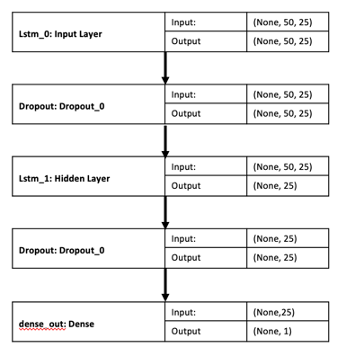 Lstm_0: Input Layer
Input: (None, 50, 25)
Output (None, 50, 25)
Dropout: Dropout_0
Input: (None, 50, 25)
Output (None, 50, 25)
Lstm_1: Hidden Layer
Input: (None, 50, 25)
Output (None, 25)
Dropout: Dropout_0
Input: (None, 25)
Output (None, 25)
dense_out: Dense
Input: (None,25)
Output (None, 1)